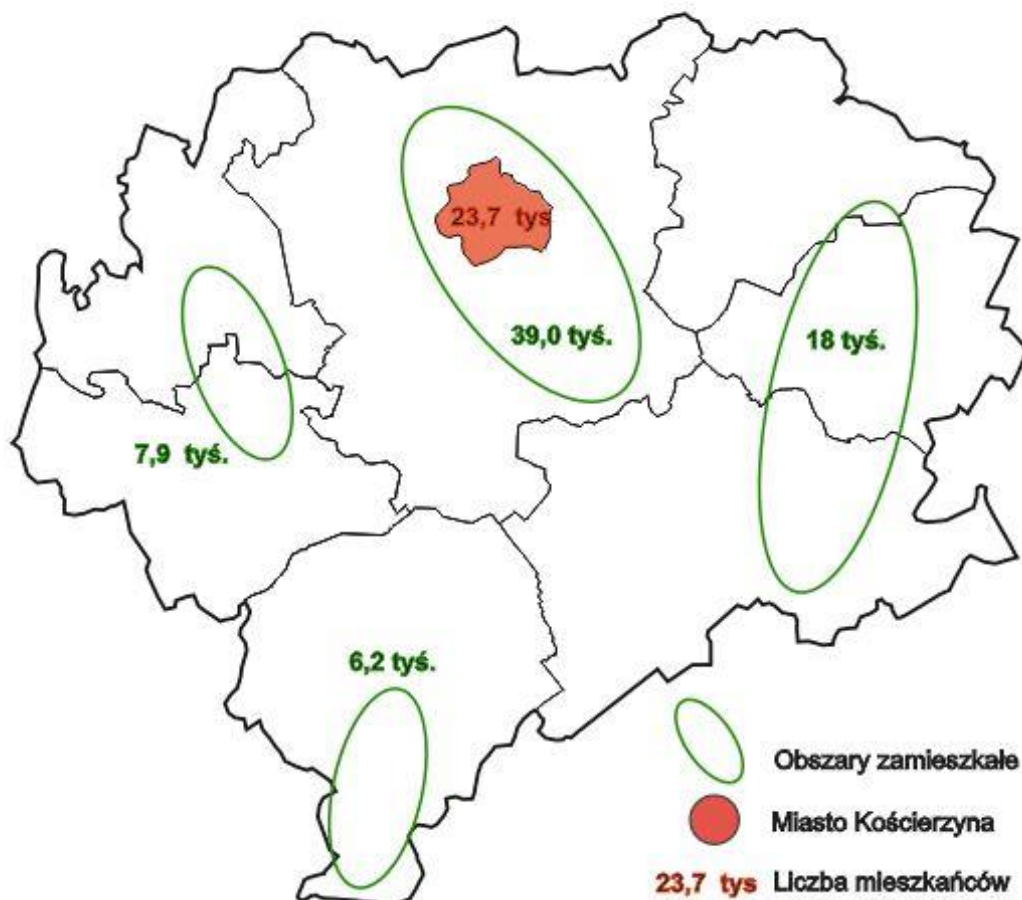 23,7 tys
39,0 tyś.
18 tyś.
7,9 tyś.
6,2 tyś.
Obszary zamieszkałe
Miasto Kościerzyna
23,7 tys Liczba mieszkańców